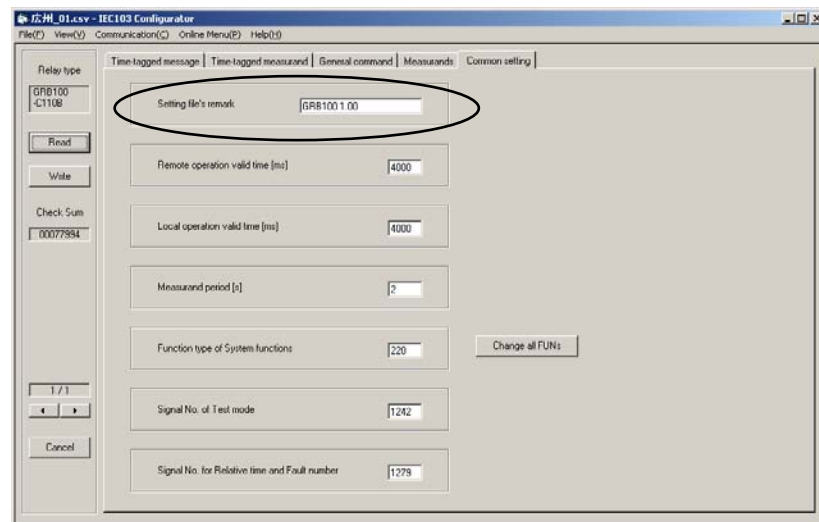 広州_01.csv - IEC103 Configurator
File(F) View(V) Communication(C) Online Menu(P) Help(H)
Relay type
GRB100
-C110B
Read
Write
Check Sum
00077994
1 / 1
Cancel
Time-tagged message Time-tagged measurand General command Measurands Common setting
Setting file's remark GRB100 1.00
Remote operation valid time [ms] 4000
Local operation valid time [ms] 4000
Measurand period [s] 2
Function type of System functions 220 Change all FUNs
Signal No. of Test mode 1242
Signal No. for Relative time and Fault number 1279